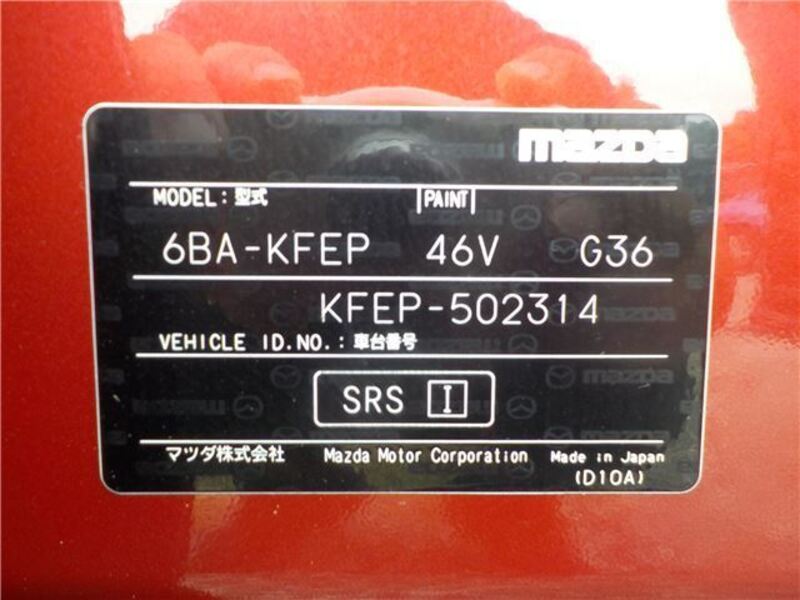 mazda
MODEL: 型式 PAINT
6BA-KFEP 46V G36
KFEP-502314
VEHICLE ID.NO.: 車台番号
SRS I
マツダ株式会社 Mazda Motor Corporation Made in Japan
(D10A)